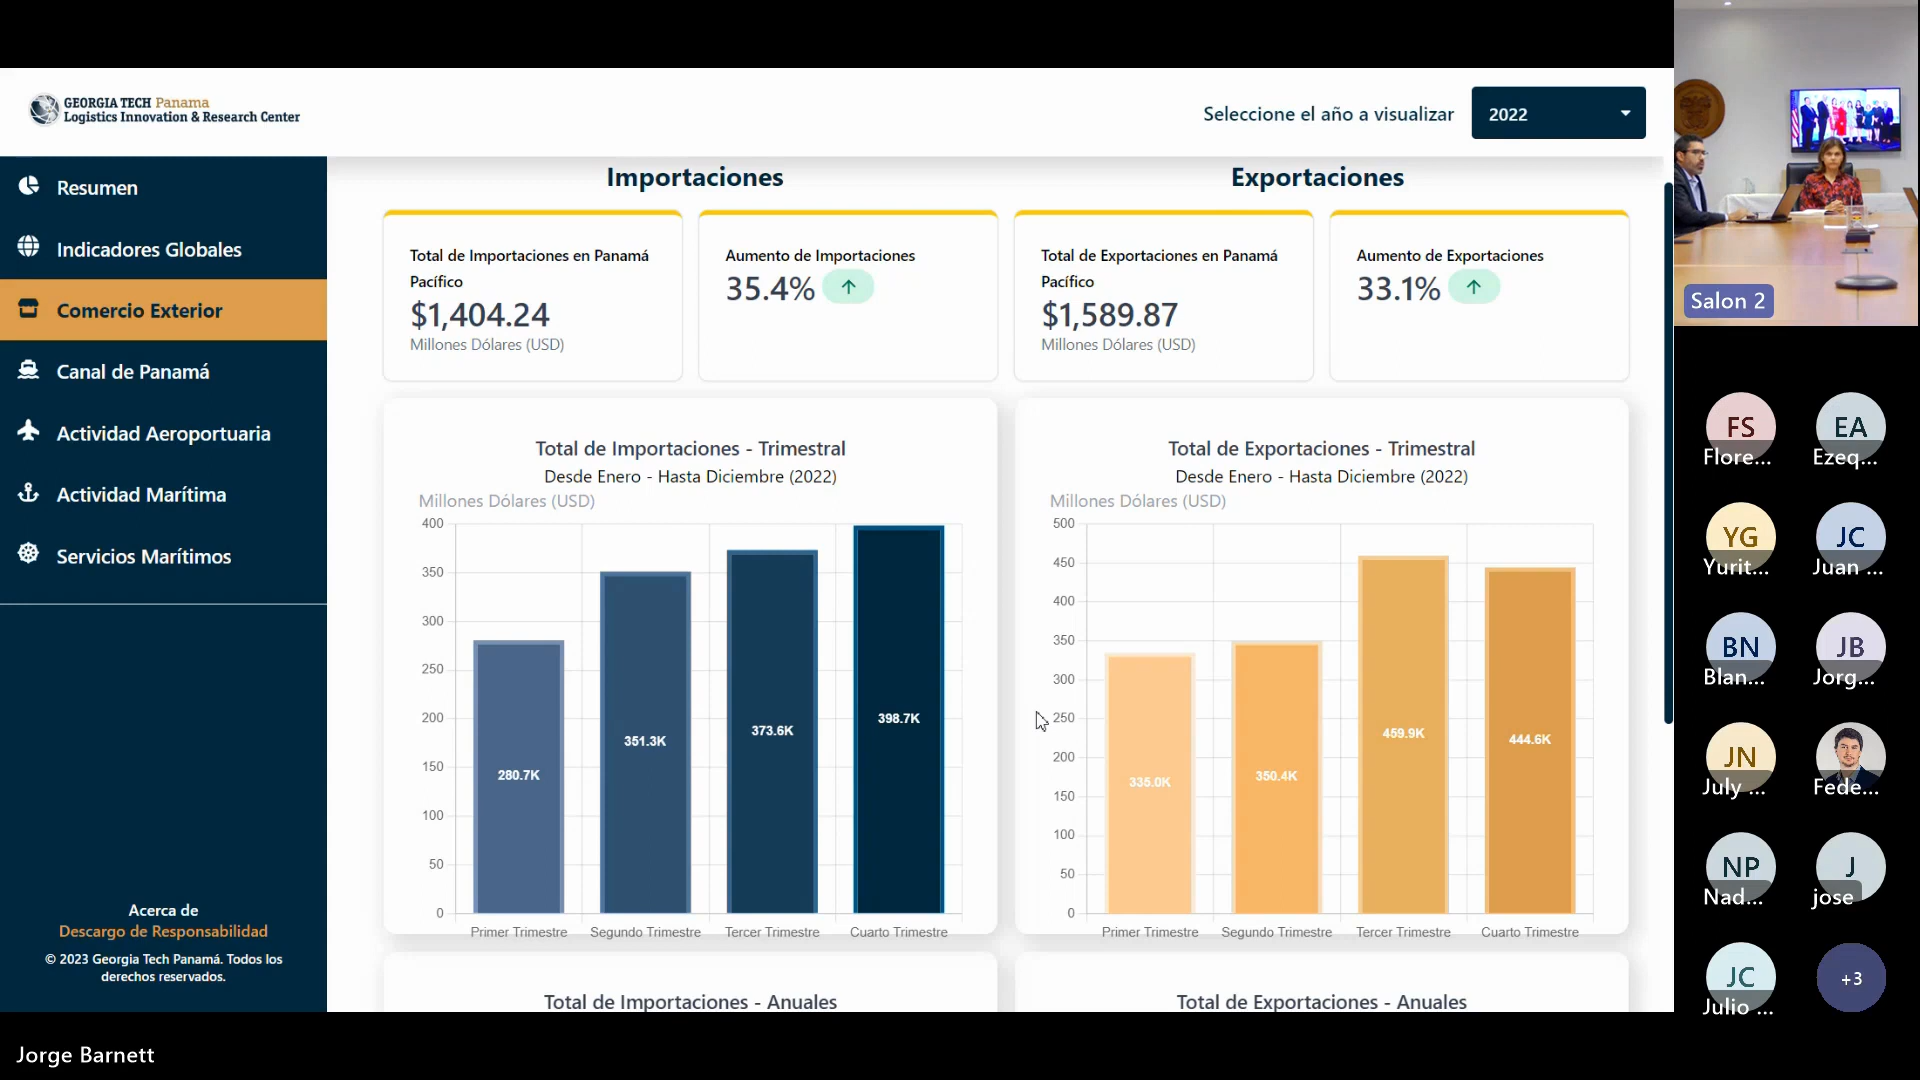 GEORGIA TECH Panama
Logistics Innovation & Research Center
Seleccione el año a visualizar
2022
Resumen
Indicadores Globales
Comercio Exterior
Canal de Panamá
Actividad Aeroportuaria
Actividad Marítima
Servicios Marítimos
Acerca de
Descargo de Responsabilidad
© 2023 Georgia Tech Panamá. Todos los
derechos reservados.
Importaciones
Total de Importaciones en Panamá
Pacífico
$1,404.24
Millones Dólares (USD)
Aumento de Importaciones
35.4%
Exportaciones
Total de Exportaciones en Panamá
Pacífico
$1,589.87
Millones Dólares (USD)
Aumento de Exportaciones
33.1%
Total de Importaciones - Trimestral
Desde Enero - Hasta Diciembre (2022)
Millones Dólares (USD)
400
350
300
250
200
150
100
50
0
280.7K
351.3K
373.6K
398.7K
Primer Trimestre
Segundo Trimestre
Tercer Trimestre
Cuarto Trimestre
Total de Exportaciones - Trimestral
Desde Enero - Hasta Diciembre (2022)
Millones Dólares (USD)
500
450
400
350
300
250
200
150
100
50
0
335.0K
350.4K
459.9K
444.6K
Primer Trimestre
Segundo Trimestre
Tercer Trimestre
Cuarto Trimestre
Total de Importaciones - Anuales
Total de Exportaciones - Anuales
Salon 2
FS
Flore...
EA
Ezeq...
YG
Yurit...
JC
Juan ...
BN
Blan...
JB
Jorg...
JN
July ...
Fede...
NP
Nad...
J
jose
JC
Julio ...
+3
Jorge Barnett